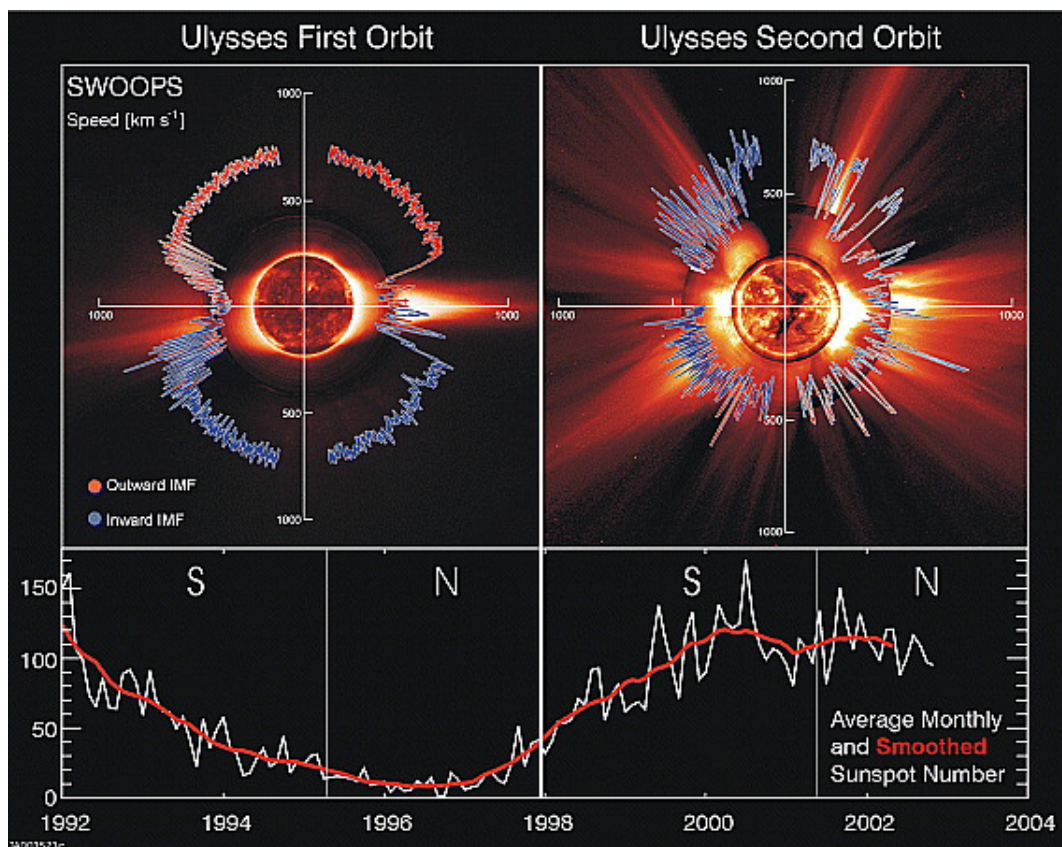 Ulysses First Orbit
Ulysses Second Orbit
SWOOPS
Speed [km s⁻¹]
1000
500
1000
1000
500
1000
Outward IMF
Inward IMF
1000
500
1000
1000
500
1000
S
N
S
N
150
100
50
0
Average Monthly
and Smoothed
Sunspot Number
1992
1994
1996
1998
2000
2002
2004